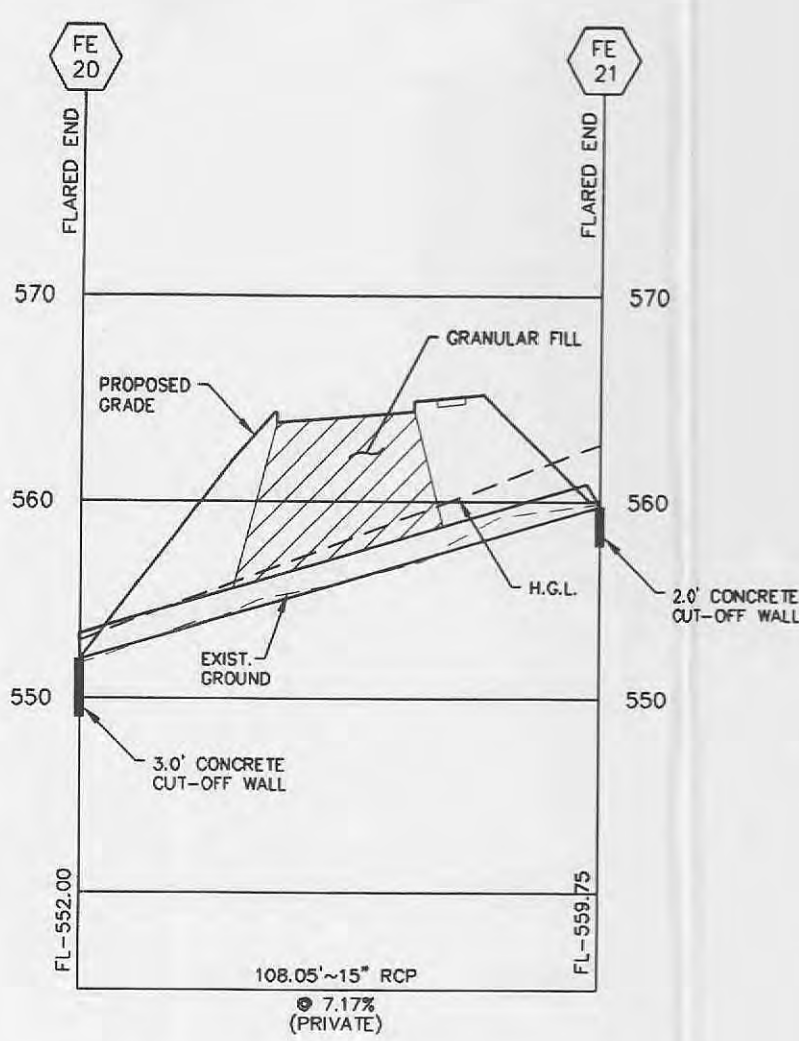 FE
20
FE
21
FLARED END
FLARED END
570
570
GRANULAR FILL
PROPOSED
GRADE
560
560
H.G.L.
2.0' CONCRETE
CUT-OFF WALL
EXIST.
GROUND
550
550
3.0' CONCRETE
CUT-OFF WALL
FL-552.00
FL-559.75
108.05'~15" RCP
@ 7.17%
(PRIVATE)